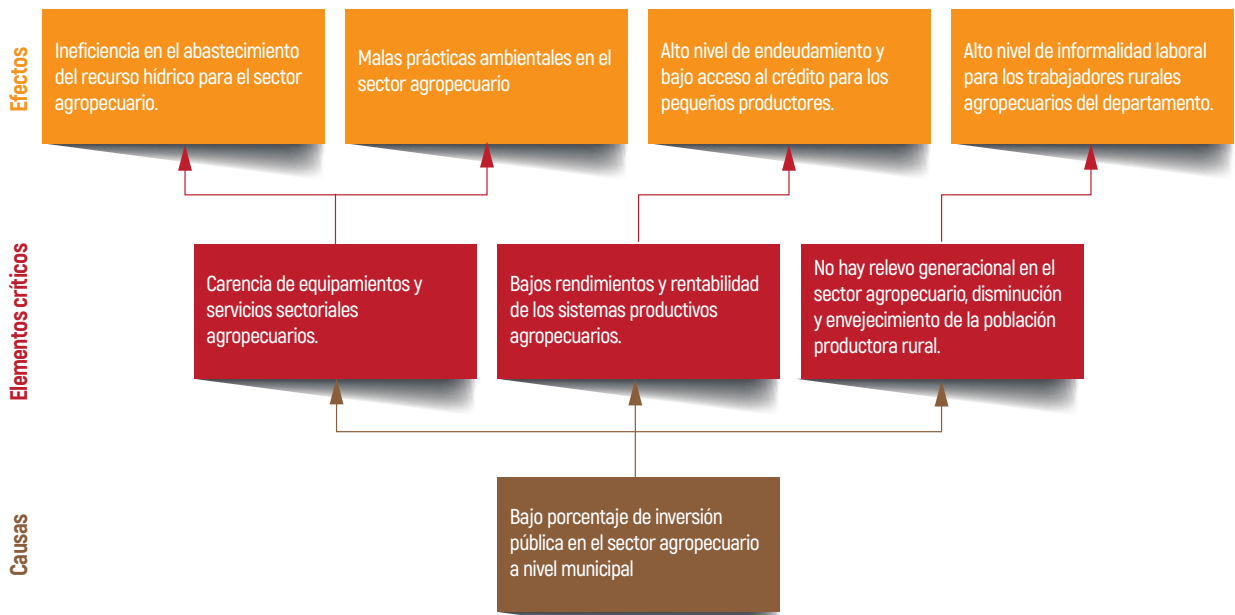 Efectos
Ineficiencia en el abastecimiento
del recurso hídrico para el sector
agropecuario.
Malas prácticas ambientales en el
sector agropecuario
Alto nivel de endeudamiento y
bajo acceso al crédito para los
pequeños productores.
Alto nivel de informalidad laboral
para los trabajadores rurales
agropecuarios del departamento.
Elementos críticos
Carencia de equipamientos y
servicios sectoriales
agropecuarios.
Bajos rendimientos y rentabilidad
de los sistemas productivos
agropecuarios.
No hay relevo generacional en el
sector agropecuario, disminución
y envejecimiento de la población
productora rural.
Causas
Bajo porcentaje de inversión
pública en el sector agropecuario
a nivel municipal